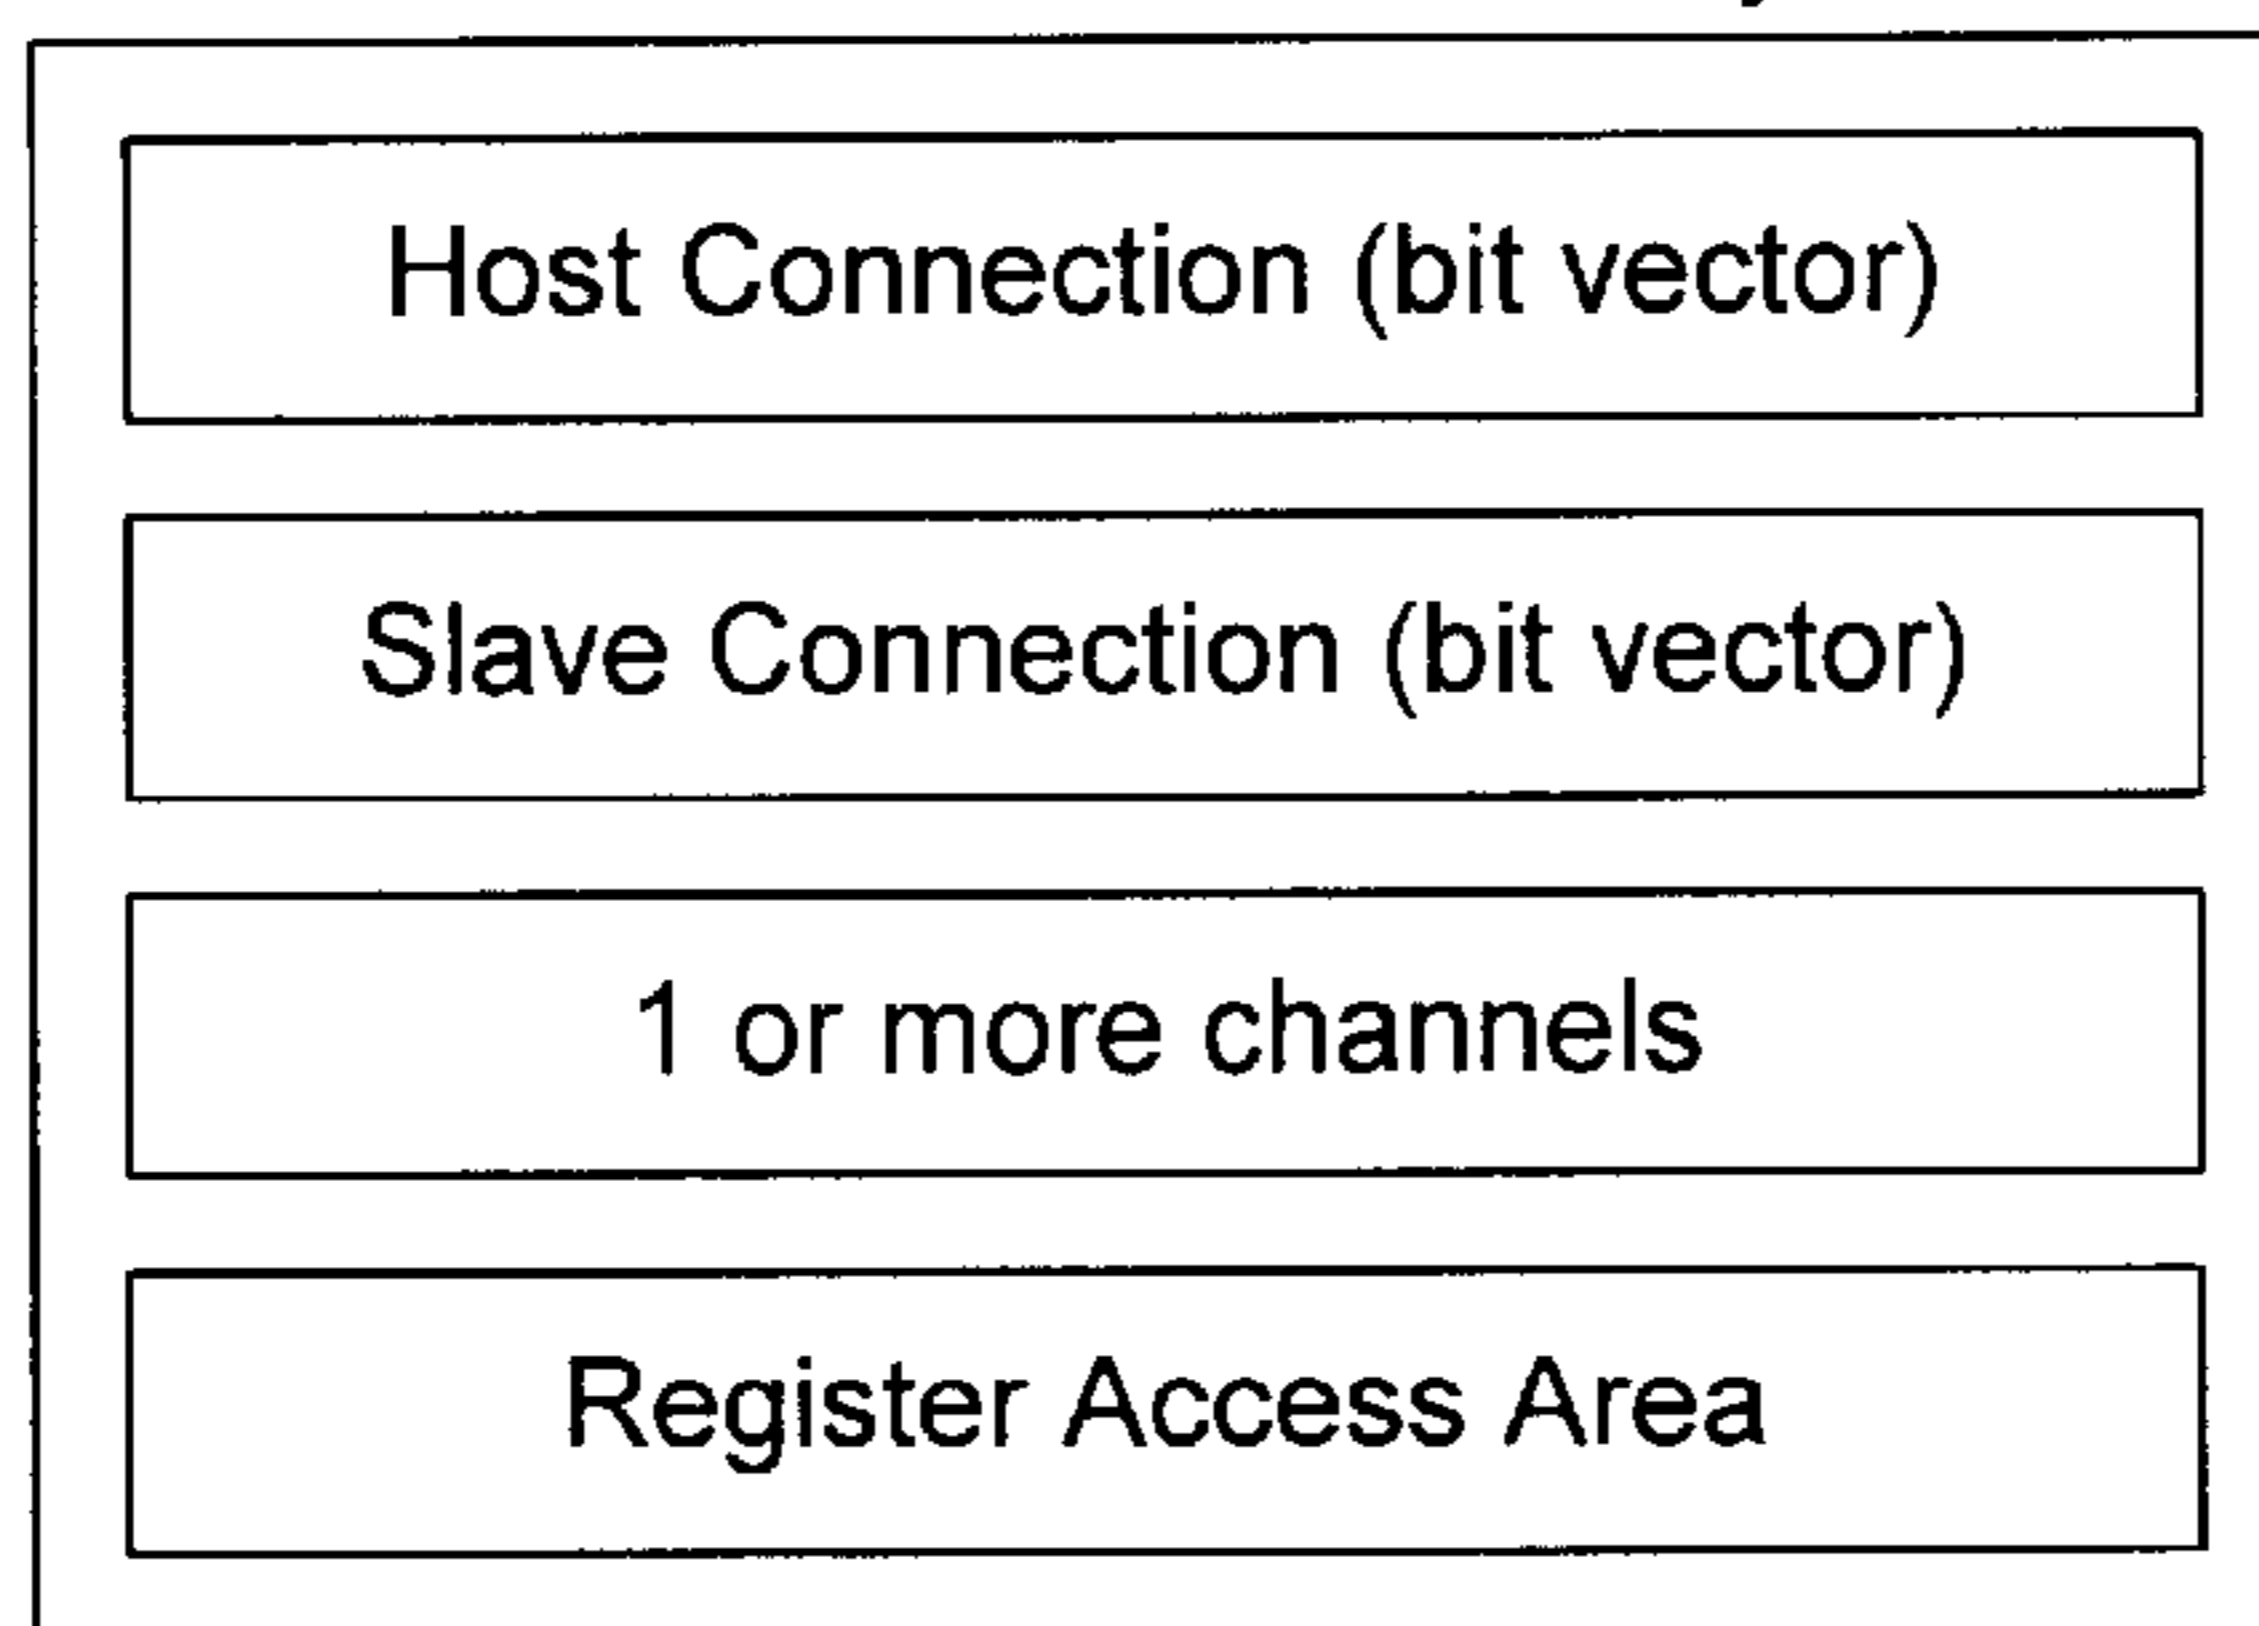 Host Connection (bit vector)
Slave Connection (bit vector)
1 or more channels
Register Access Area